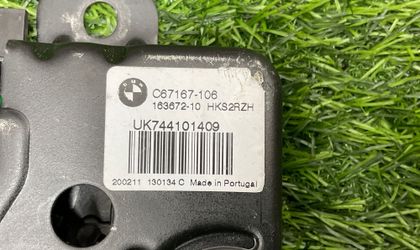 C67167-106
163672-10 HKS2RZH
UK744101409
200211 130134 C Made in Portugal